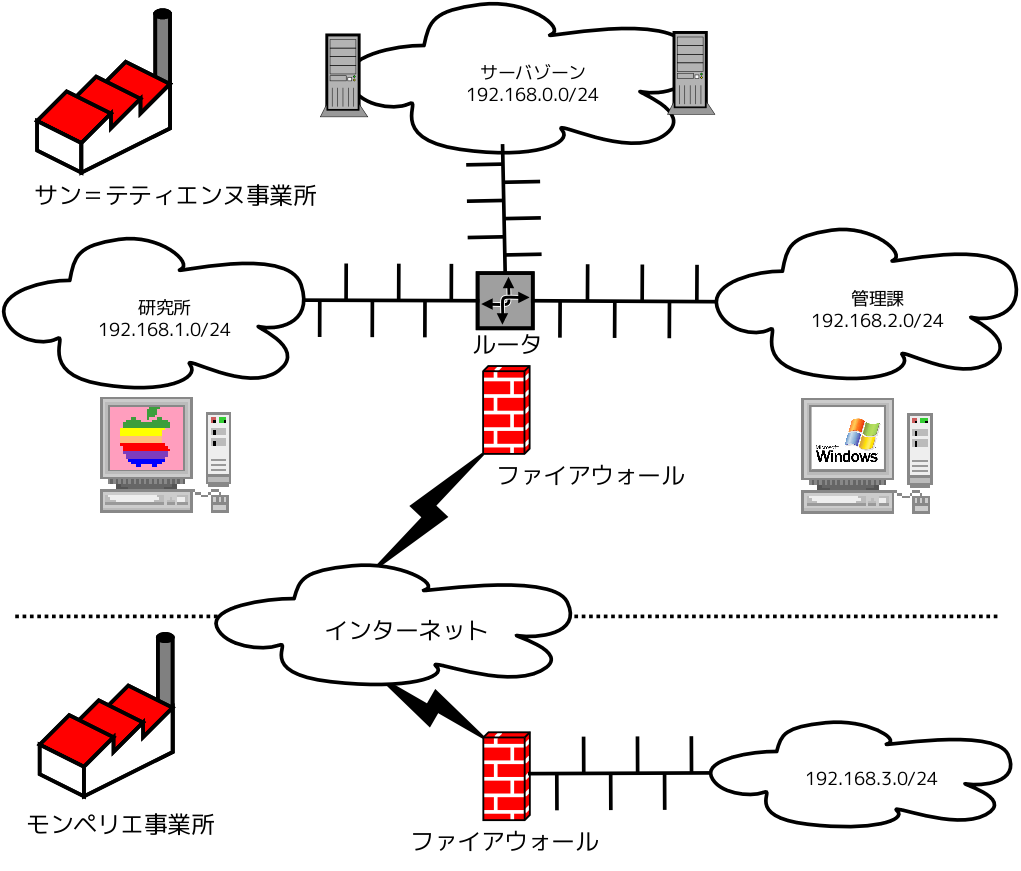 サーバゾーン
192.168.0.0/24
サン＝テティエンヌ事業所
研究所
192.168.1.0/24
管理課
192.168.2.0/24
ルータ
ファイアウォール
Microsoft
Windows
インターネット
モンペリエ事業所
192.168.3.0/24
ファイアウォール